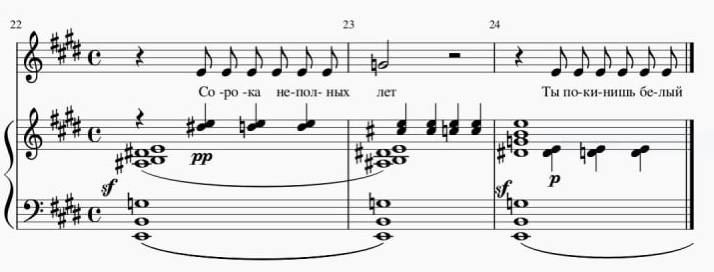 22 23 24
Со -ро -ка не-пол- ных лет Ты по-ки-нишь бе-лый
pp
sf sf p